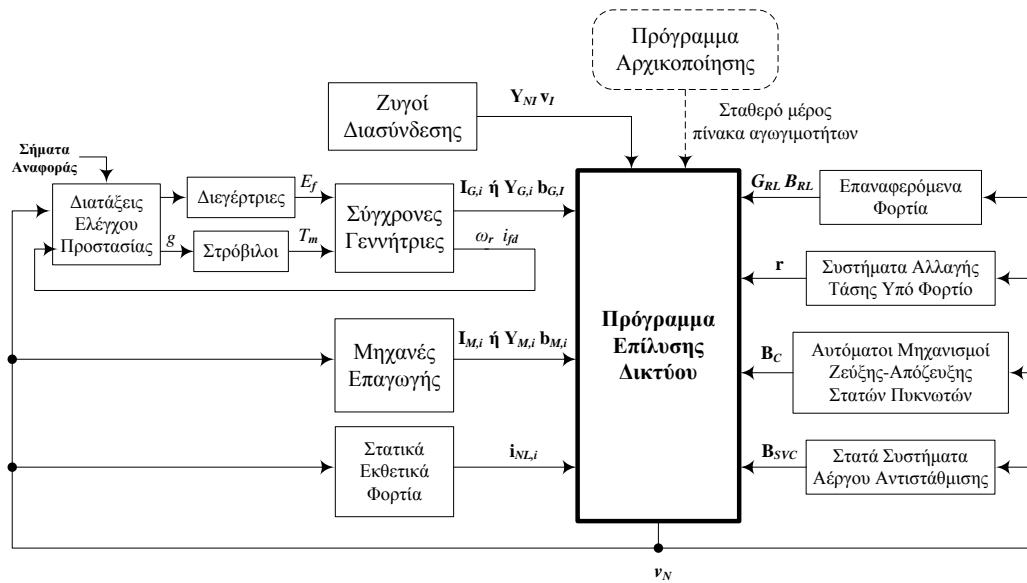 Πρόγραμμα
Αρχικοποίησης
Ζυγοί
Διασύνδεσης
Y_NI v_I
Σταθερό μέρος
πίνακα αγωγιμοτήτων
Σήματα
Αναφοράς
Διατάξεις
Ελέγχου
Προστασίας
Διεγέρτριες
E_f
g
Στρόβιλοι
T_m
Σύγχρονες
Γεννήτριες
I_G,i ή Y_G,i b_G,I
ω_r i_fd
Μηχανές
Επαγωγής
I_M,i ή Y_M,i b_M,i
Στατικά
Εκθετικά
Φορτία
i_NL,i
Πρόγραμμα
Επίλυσης
Δικτύου
G_RL B_RL
Επαναφερόμενα
Φορτία
r
Συστήματα Αλλαγής
Τάσης Υπό Φορτίο
B_C
Αυτόματοι Μηχανισμοί
Ζεύξης-Απόζευξης
Στατών Πυκνωτών
B_SVC
Στατά Συστήματα
Αέργου Αντιστάθμισης
v_N